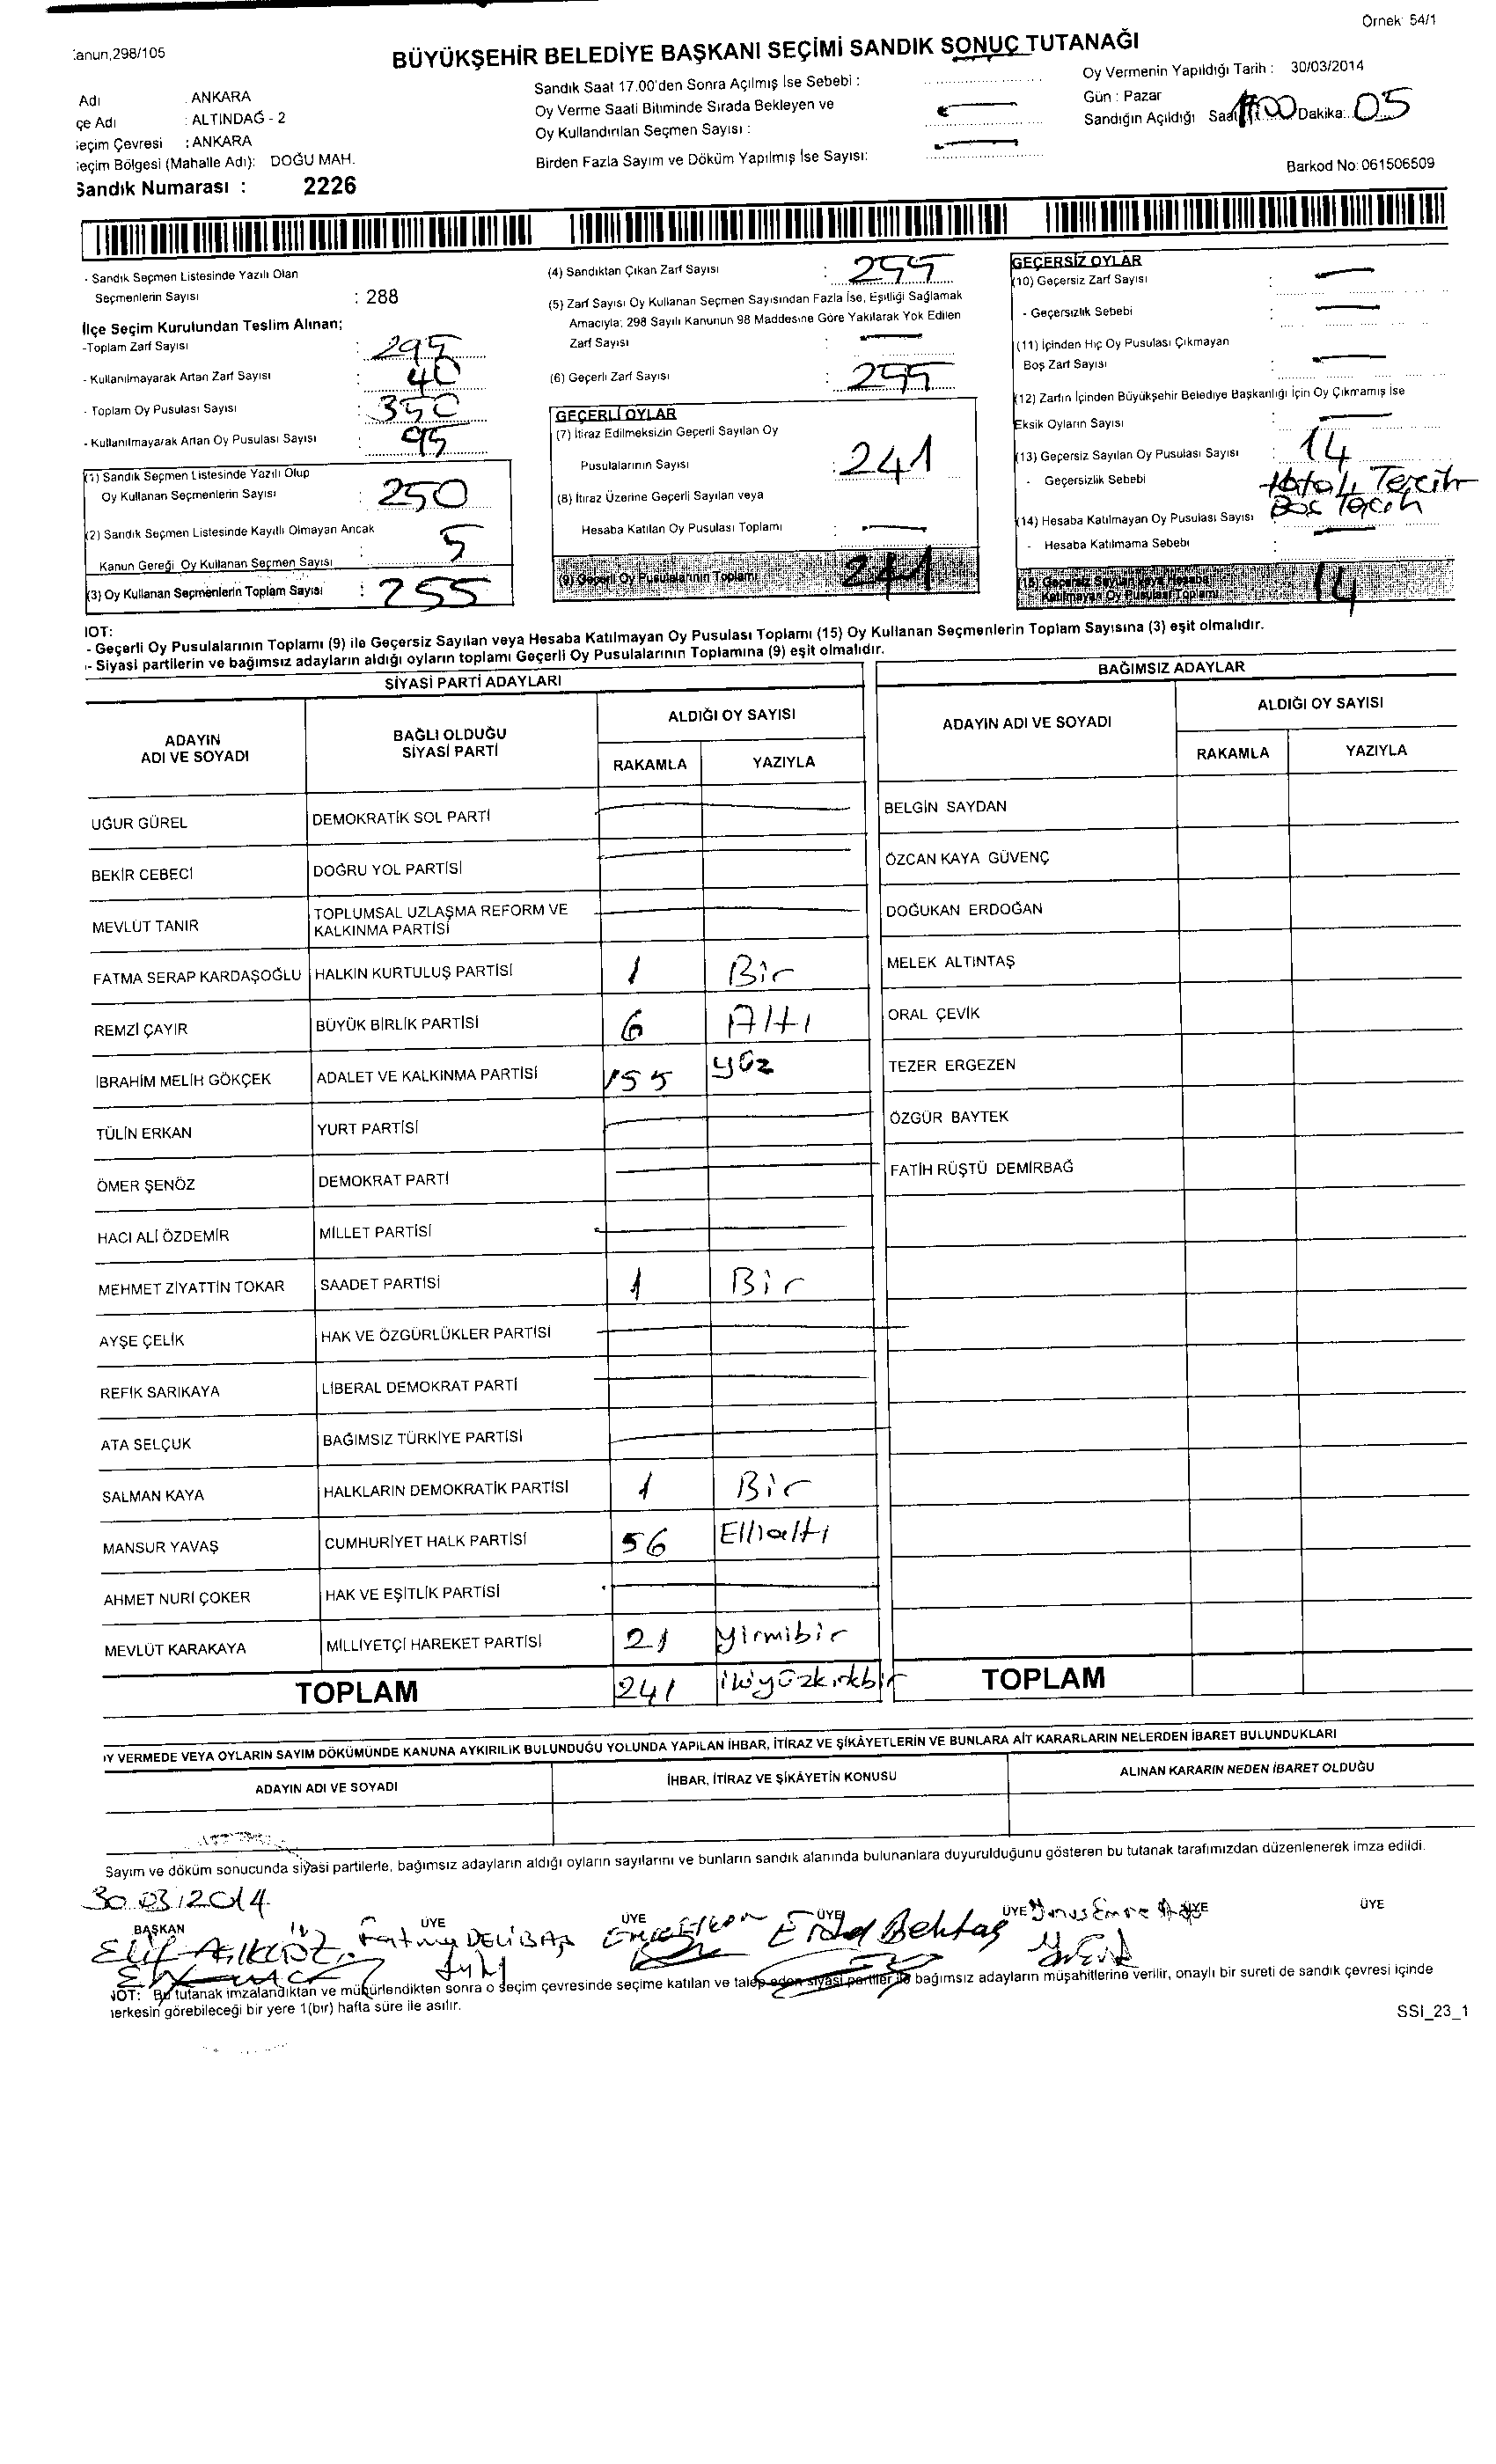 Örnek: 54/1
:anun,298/105
BÜYÜKŞEHİR BELEDİYE BAŞKANI SEÇİMİ SANDIK SONUÇ TUTANAĞI
Adı : ANKARA
çe Adı : ALTINDAĞ - 2
eçim Çevresi : ANKARA
eçim Bölgesi (Mahalle Adı): DOĞU MAH.
Sandık Numarası : 2226
Sandık Saat 17.00'den Sonra Açılmış İse Sebebi :
Oy Verme Saati Bitiminde Sırada Bekleyen ve
Oy Kullandırılan Seçmen Sayısı :
Birden Fazla Sayım ve Döküm Yapılmış İse Sayısı:
Oy Vermenin Yapıldığı Tarih : 30/03/2014
Gün : Pazar
Sandığın Açıldığı Saat Dakika: 05
Barkod No: 061506509
- Sandık Seçmen Listesinde Yazılı Olan
Seçmenlerin Sayısı : 288
İlçe Seçim Kurulundan Teslim Alınan;
-Toplam Zarf Sayısı : 295
- Kullanılmayarak Artan Zarf Sayısı : 40
- Toplam Oy Pusulası Sayısı : 350
- Kullanılmayarak Artan Oy Pusulası Sayısı : 95
(1) Sandık Seçmen Listesinde Yazılı Olup
Oy Kullanan Seçmenlerin Sayısı : 250
(2) Sandık Seçmen Listesinde Kayıtlı Olmayan Ancak
Kanun Gereği Oy Kullanan Seçmen Sayısı : 5
(3) Oy Kullanan Seçmenlerin Toplam Sayısı : 255
(4) Sandıktan Çıkan Zarf Sayısı : 255
(5) Zarf Sayısı Oy Kullanan Seçmen Sayısından Fazla İse, Eşitliği Sağlamak
Amacıyla; 298 Sayılı Kanunun 98 Maddesine Göre Yakılarak Yok Edilen
Zarf Sayısı : —
(6) Geçerli Zarf Sayısı : 255
GEÇERLİ OYLAR
(7) İtiraz Edilmeksizin Geçerli Sayılan Oy
Pusulalarının Sayısı : 241
(8) İtiraz Üzerine Geçerli Sayılan veya
Hesaba Katılan Oy Pusulası Toplamı : —
(9) Geçerli Oy Pusulalarının Toplamı 241
GEÇERSİZ OYLAR
(10) Geçersiz Zarf Sayısı : —
- Geçersizlik Sebebi : —
(11) İçinden Hiç Oy Pusulası Çıkmayan
Boş Zarf Sayısı : —
(12) Zarfın İçinden Büyükşehir Belediye Başkanlığı İçin Oy Çıkmamış İse
Eksik Oyların Sayısı : —
(13) Geçersiz Sayılan Oy Pusulası Sayısı : 14
- Geçersizlik Sebebi Hatalı Tercih
Boş Tercih
(14) Hesaba Katılmayan Oy Pusulası Sayısı : —
- Hesaba Katılmama Sebebi :
(15) Geçersiz Sayılan veya Hesaba
Katılmayan Oy Pusulası Toplamı 14
IOT:
- Geçerli Oy Pusulalarının Toplamı (9) ile Geçersiz Sayılan veya Hesaba Katılmayan Oy Pusulası Toplamı (15) Oy Kullanan Seçmenlerin Toplam Sayısına (3) eşit olmalıdır.
- Siyasi partilerin ve bağımsız adayların aldığı oyların toplamı Geçerli Oy Pusulalarının Toplamına (9) eşit olmalıdır.
SİYASİ PARTİ ADAYLARI
BAĞIMSIZ ADAYLAR
ADAYIN ADI VE SOYADI
BAĞLI OLDUĞU SİYASİ PARTİ
ALDIĞI OY SAYISI
RAKAMLA YAZIYLA
ADAYIN ADI VE SOYADI
ALDIĞI OY SAYISI
RAKAMLA YAZIYLA
UĞUR GÜREL DEMOKRATİK SOL PARTİ — BELGİN SAYDAN
BEKİR CEBECİ DOĞRU YOL PARTİSİ — ÖZCAN KAYA GÜVENÇ
MEVLÜT TANIR TOPLUMSAL UZLAŞMA REFORM VE KALKINMA PARTİSİ — DOĞUKAN ERDOĞAN
FATMA SERAP KARDAŞOĞLU HALKIN KURTULUŞ PARTİSİ 1 Bir MELEK ALTINTAŞ
REMZİ ÇAYIR BÜYÜK BİRLİK PARTİSİ 6 Altı ORAL ÇEVİK
İBRAHİM MELİH GÖKÇEK ADALET VE KALKINMA PARTİSİ 155 yüz TEZER ERGEZEN
TÜLİN ERKAN YURT PARTİSİ — ÖZGÜR BAYTEK
ÖMER ŞENÖZ DEMOKRAT PARTİ — FATİH RÜŞTÜ DEMİRBAĞ
HACI ALİ ÖZDEMİR MİLLET PARTİSİ —
MEHMET ZİYATTİN TOKAR SAADET PARTİSİ 1 Bir
AYŞE ÇELİK HAK VE ÖZGÜRLÜKLER PARTİSİ —
REFİK SARIKAYA LİBERAL DEMOKRAT PARTİ —
ATA SELÇUK BAĞIMSIZ TÜRKİYE PARTİSİ —
SALMAN KAYA HALKLARIN DEMOKRATİK PARTİSİ 1 Bir
MANSUR YAVAŞ CUMHURİYET HALK PARTİSİ 56 Ellialtı
AHMET NURİ ÇOKER HAK VE EŞİTLİK PARTİSİ —
MEVLÜT KARAKAYA MİLLİYETÇİ HAREKET PARTİSİ 21 yirmibir
TOPLAM 241 ikiyüzkırkbir TOPLAM
IY VERMEDE VEYA OYLARIN SAYIM DÖKÜMÜNDE KANUNA AYKIRILIK BULUNDUĞU YOLUNDA YAPILAN İHBAR, İTİRAZ VE ŞİKÂYETLERİN VE BUNLARA AİT KARARLARIN NELERDEN İBARET BULUNDUKLARI
ADAYIN ADI VE SOYADI İHBAR, İTİRAZ VE ŞİKÂYETİN KONUSU ALINAN KARARIN NEDEN İBARET OLDUĞU
Sayım ve döküm sonucunda siyasi partilerle, bağımsız adayların aldığı oyların sayılarını ve bunların sandık alanında bulunanlara duyurulduğunu gösteren bu tutanak tarafımızdan düzenlenerek imza edildi.
30.03.2014
BAŞKAN ÜYE ÜYE ÜYE ÜYE ÜYE ÜYE
Elif Fatma DELİBAŞ Erdal Bektaş Yunus Emre
IOT: Bu tutanak imzalandıktan ve mühürlendikten sonra o seçim çevresinde seçime katılan ve talep eden siyasi partiler ile bağımsız adayların müşahitlerine verilir, onaylı bir sureti de sandık çevresi içinde
ıerkesin görebileceği bir yere 1(bir) hafta süre ile asılır.
SSI_23_1